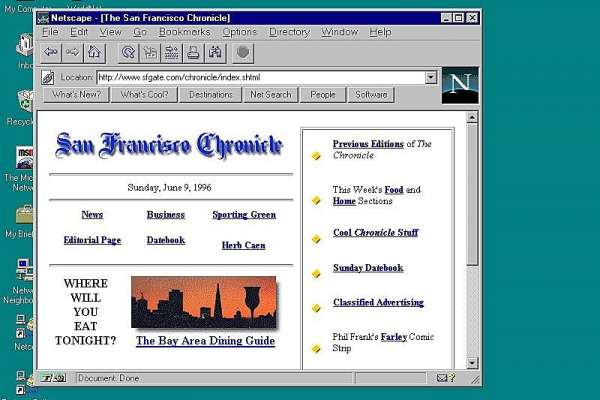 My Compu
Netscape - [The San Francisco Chronicle]
File Edit View Go Bookmarks Options Directory Window Help
Location: http://www.sfgate.com/chronicle/index.shtml
N
What's New? What's Cool? Destinations Net Search People Software
Inbo
Recycle
msn
The Mic
Netw
My Brie
Netw
Neighbo
Netsc
San Francisco Chronicle
Sunday, June 9, 1996
News Business Sporting Green
Editorial Page Datebook Herb Caen
WHERE
WILL
YOU
EAT
TONIGHT?
The Bay Area Dining Guide
Previous Editions of The
Chronicle
This Week's Food and
Home Sections
Cool Chronicle Stuff
Sunday Datebook
Classified Advertising
Phil Frank's Farley Comic
Strip
Document: Done